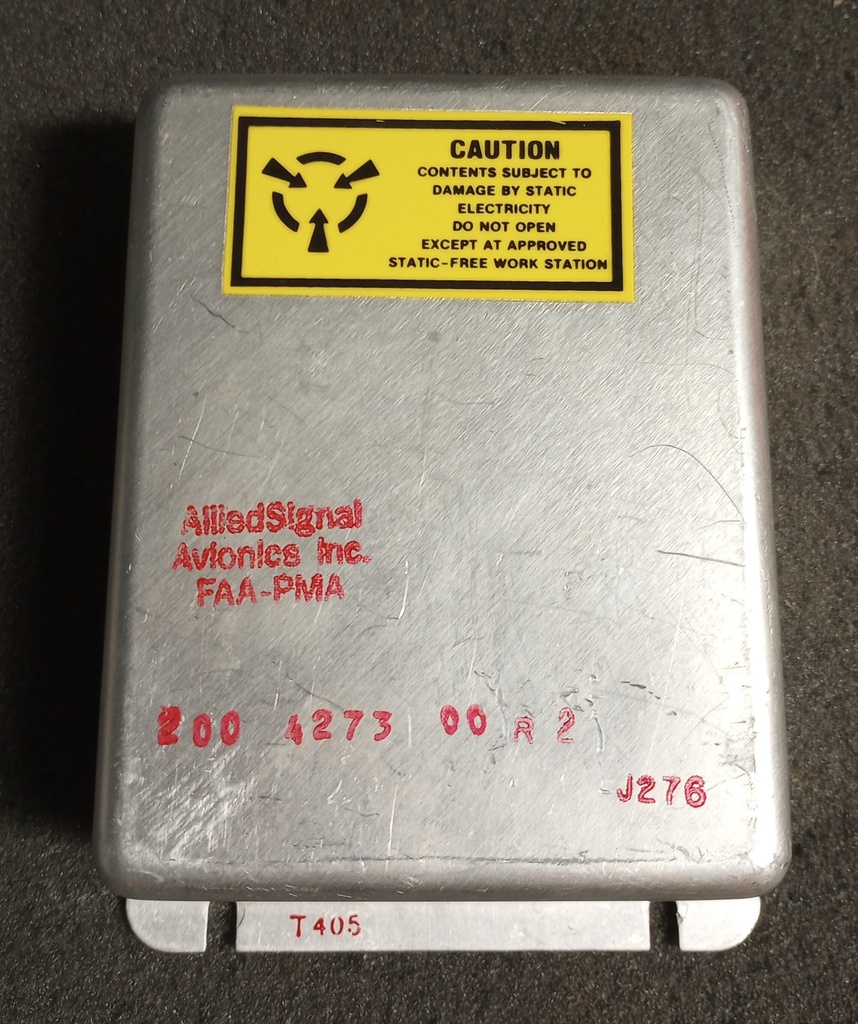 CAUTION
CONTENTS SUBJECT TO
DAMAGE BY STATIC
ELECTRICITY
DO NOT OPEN
EXCEPT AT APPROVED
STATIC-FREE WORK STATION
AlliedSignal
Avionics Inc.
FAA-PMA
200 4273 00 R 2
J276
T405